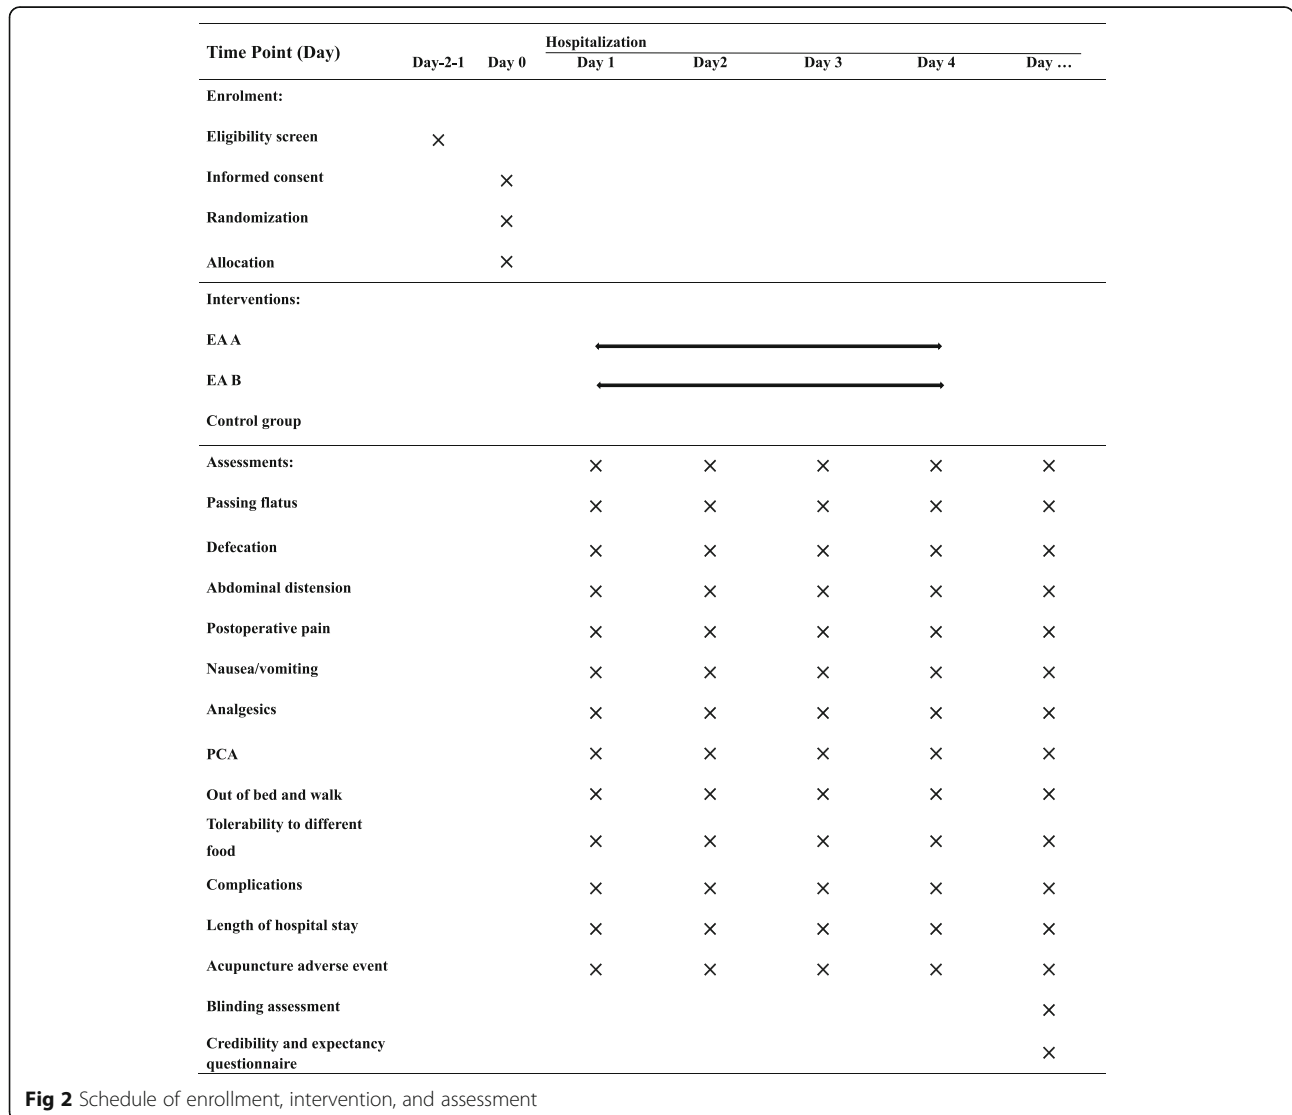 Time Point (Day)
Hospitalization
Day-2-1 Day 0 Day 1 Day2 Day 3 Day 4 Day …
Enrolment:
Eligibility screen ×
Informed consent ×
Randomization ×
Allocation ×
Interventions:
EA A
EA B
Control group
Assessments: × × × × ×
Passing flatus × × × × ×
Defecation × × × × ×
Abdominal distension × × × × ×
Postoperative pain × × × × ×
Nausea/vomiting × × × × ×
Analgesics × × × × ×
PCA × × × × ×
Out of bed and walk × × × × ×
Tolerability to different
food × × × × ×
Complications × × × × ×
Length of hospital stay × × × × ×
Acupuncture adverse event × × × × ×
Blinding assessment ×
Credibility and expectancy
questionnaire ×
Fig 2 Schedule of enrollment, intervention, and assessment